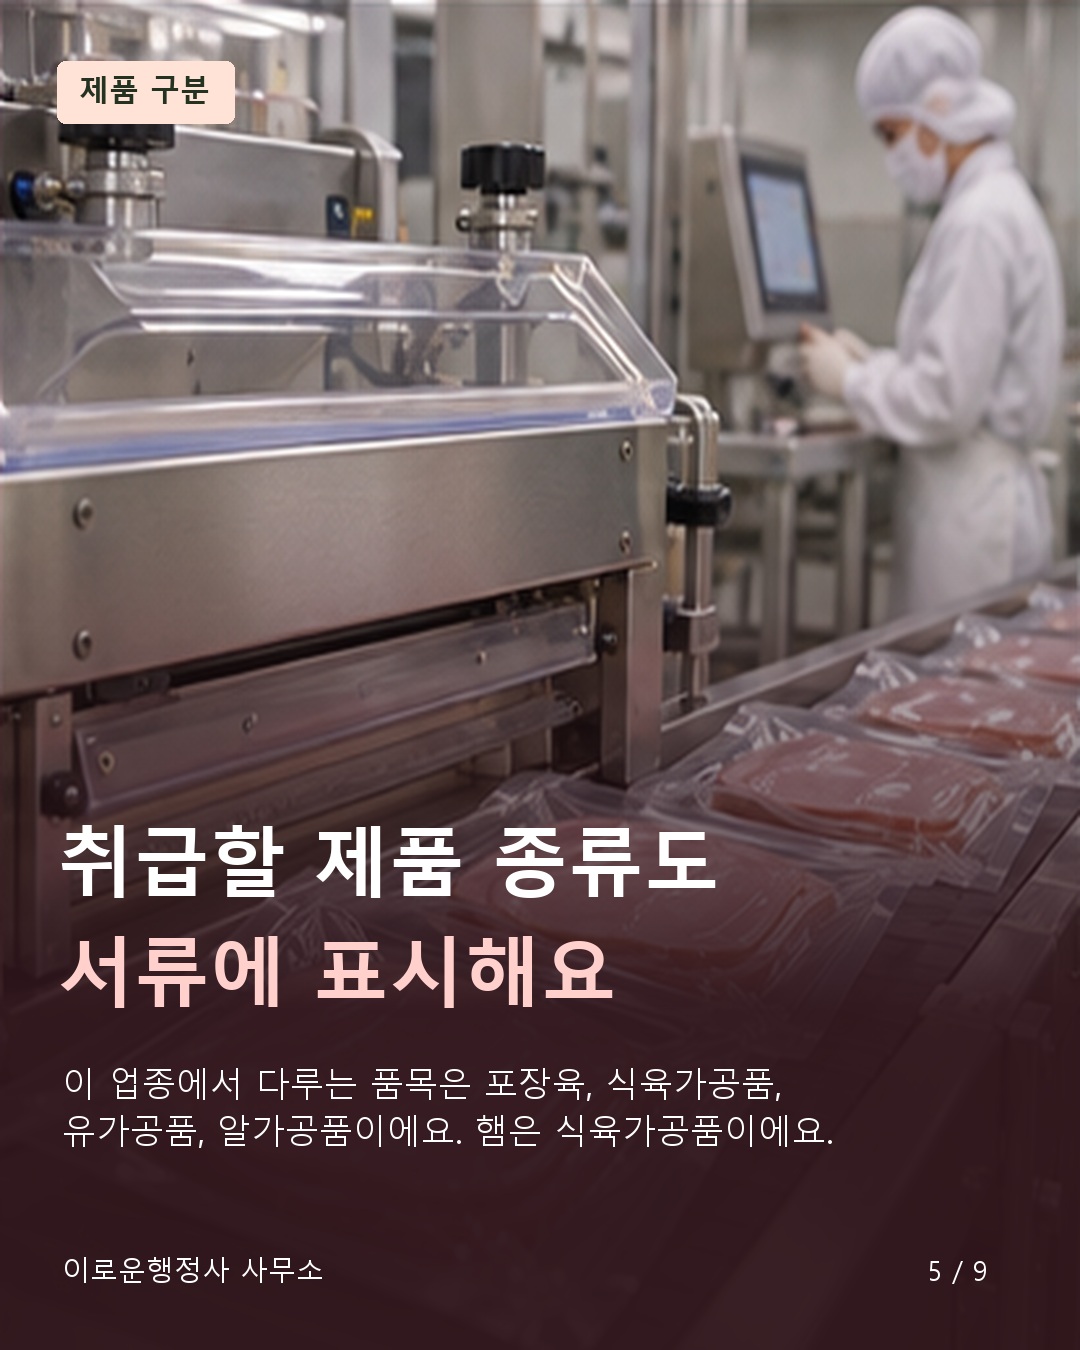 제품 구분
취급할 제품 종류도
서류에 표시해요
이 업종에서 다루는 품목은 포장육, 식육가공품,
유가공품, 알가공품이에요. 햄은 식육가공품이에요.
이로운행정사 사무소
5 / 9